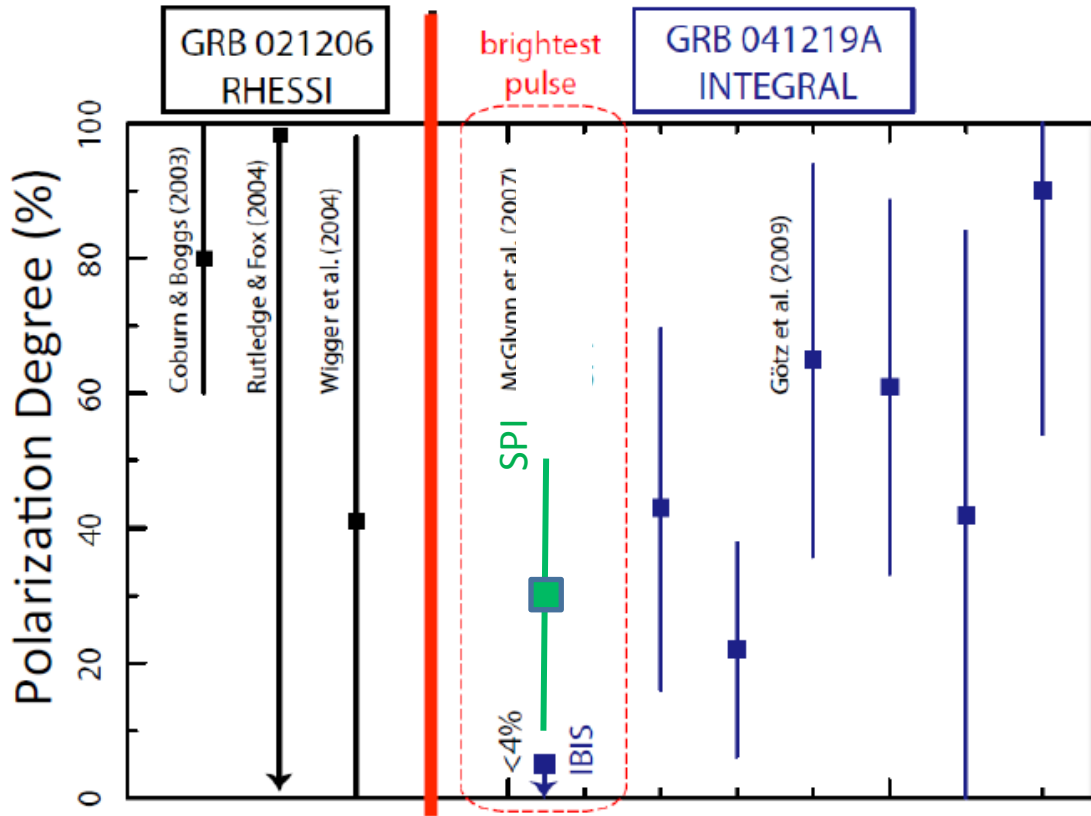 GRB 021206
RHESSI
brightest
pulse
GRB 041219A
INTEGRAL
Polarization Degree (%)
100
80
60
40
20
0
Coburn & Boggs (2003)
Rutledge & Fox (2004)
Wigger et al. (2004)
McGlynn et al. (2007)
SPI
<4%
IBIS
Götz et al. (2009)